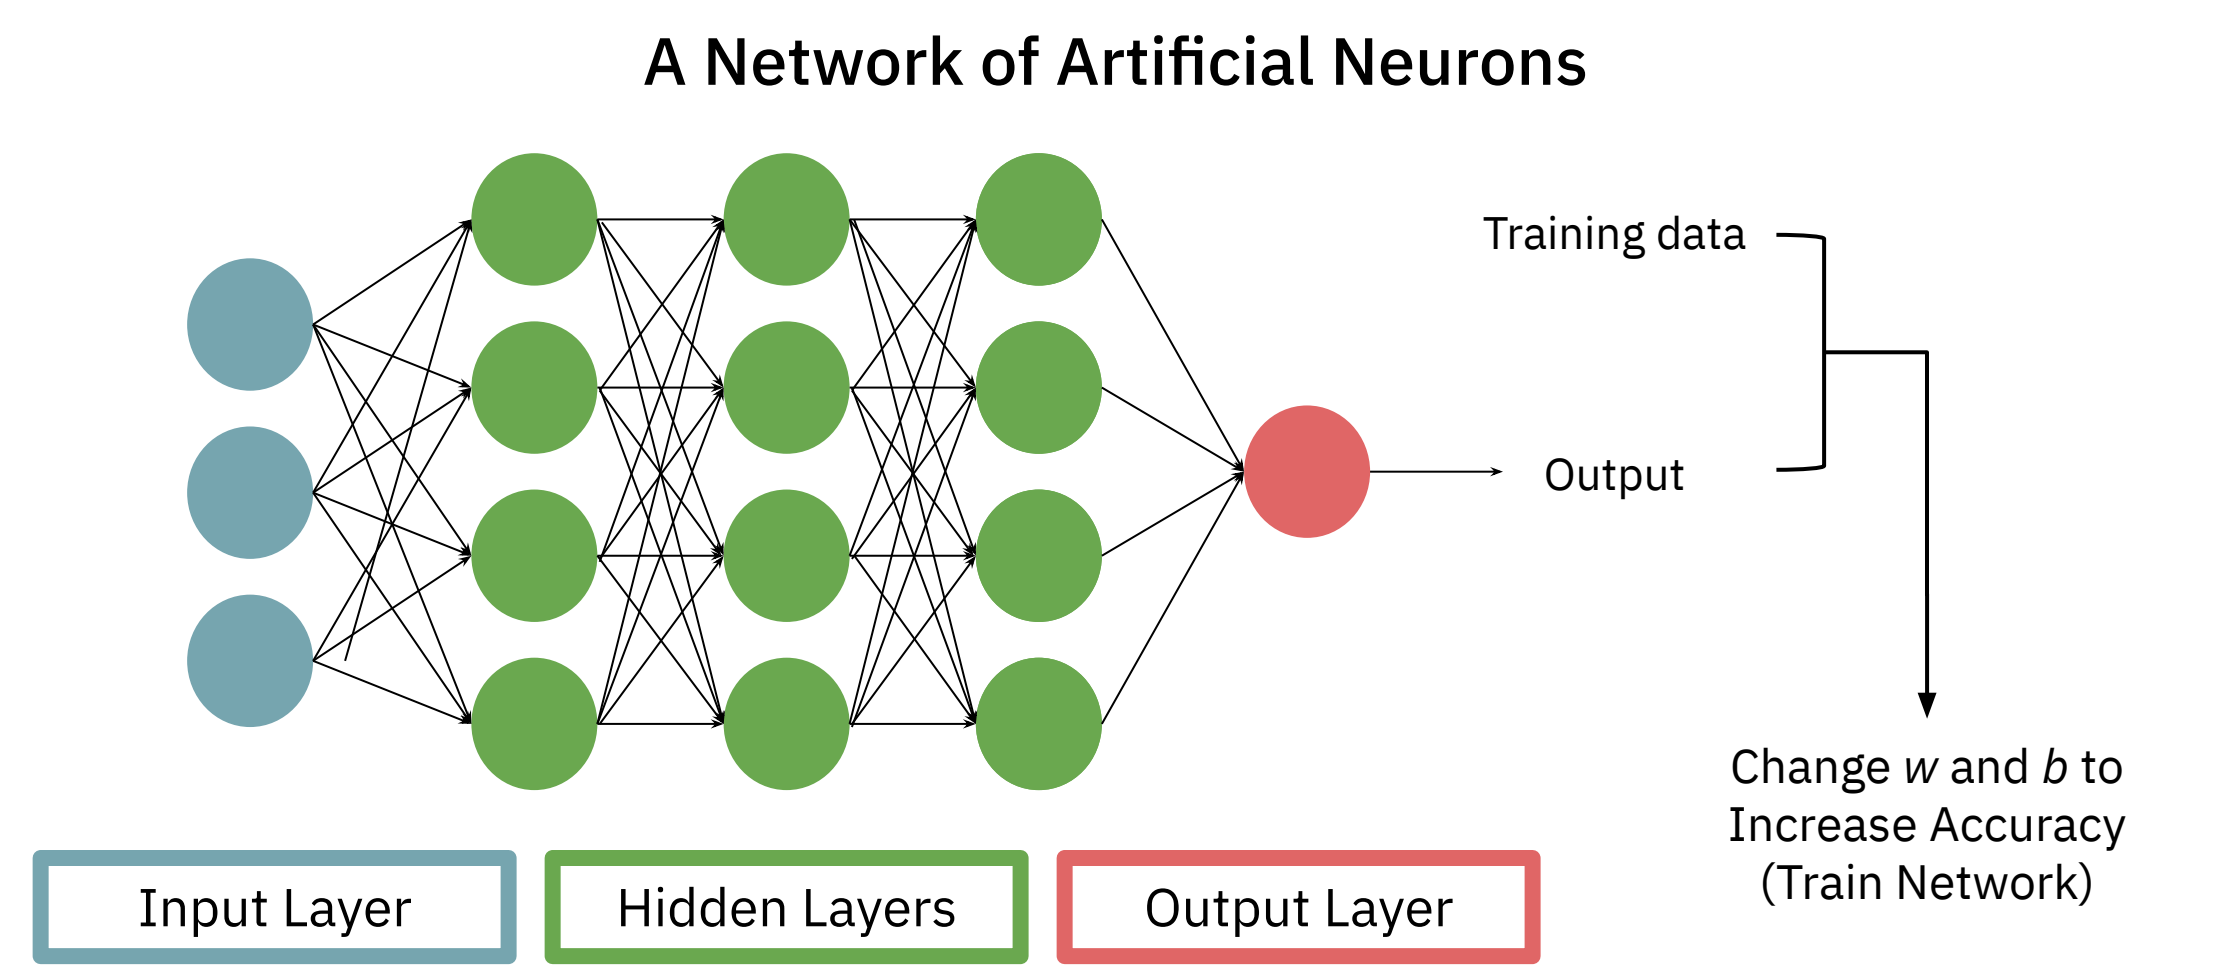 A Network of Artificial Neurons
Training data
Output
Change w and b to
Increase Accuracy
(Train Network)
Input Layer
Hidden Layers
Output Layer